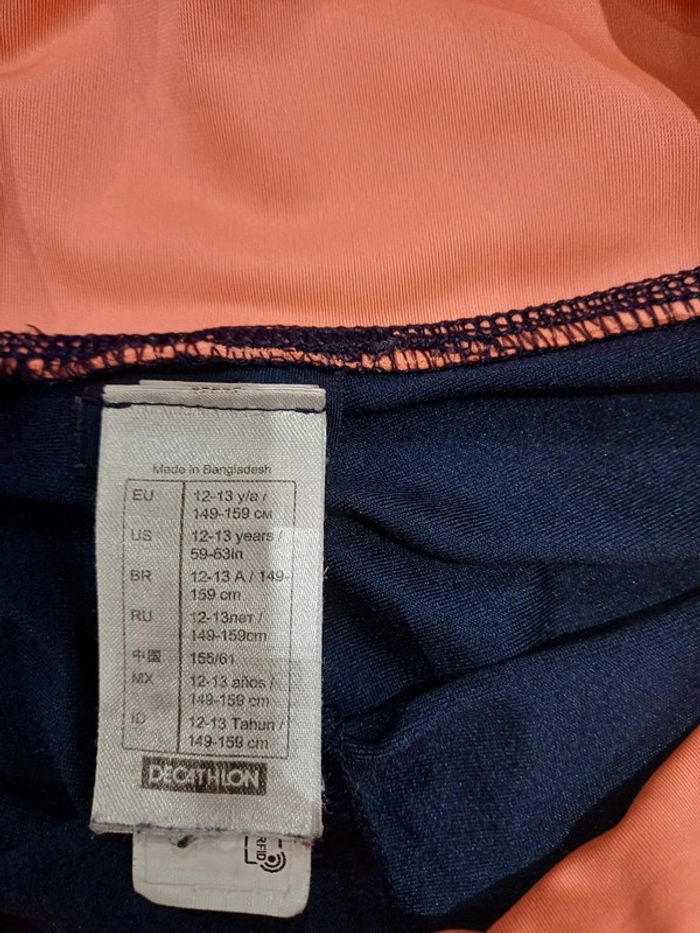 Made in Bangladesh
EU 12-13 y/a /
149-159 см
US 12-13 years /
59-63in
BR 12-13 A / 149-
159 cm
RU 12-13лет /
149-159cm
中国 155/61
MX 12-13 años /
149-159 cm
ID 12-13 Tahun /
149-159 cm
DECATHLON
RFID